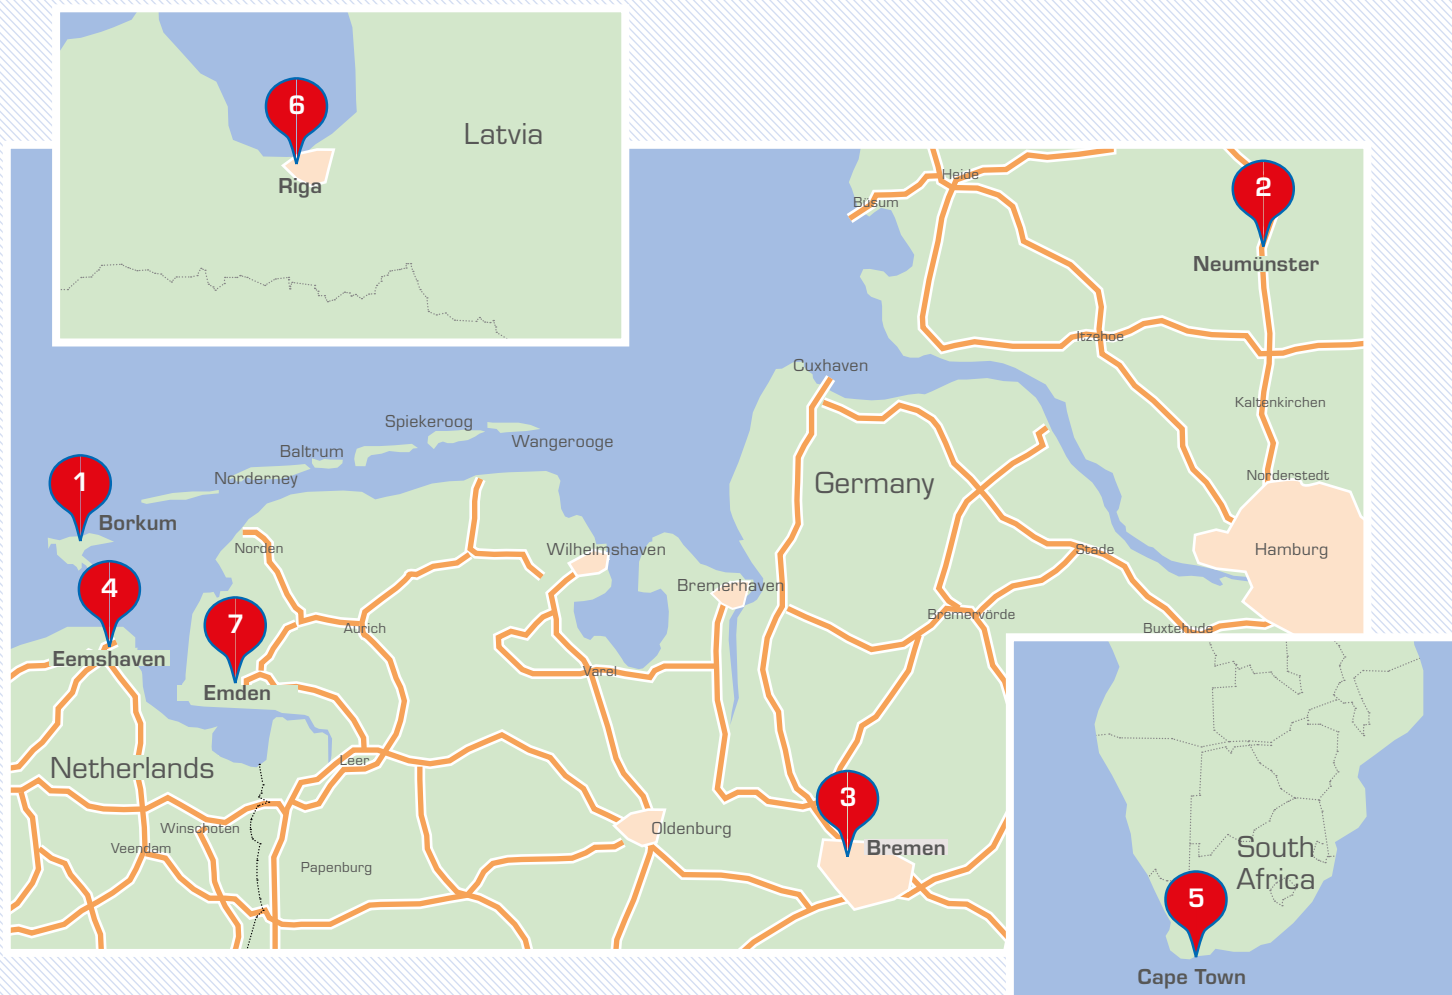 6
Latvia
Riga
Heide
2
Büsum
Neumünster
Itzehoe
Cuxhaven
Kaltenkirchen
Spiekeroog
Wangerooge
Baltrum
Norderney
Germany
Norderstedt
1
Borkum
Norden
Wilhelmshaven
Stade
Hamburg
4
Bremerhaven
7
Aurich
Bremervörde
Buxtehude
Eemshaven
Varel
Emden
Netherlands
Leer
3
Winschoten
Oldenburg
Veendam
Bremen
South
Africa
Papenburg
5
Cape Town